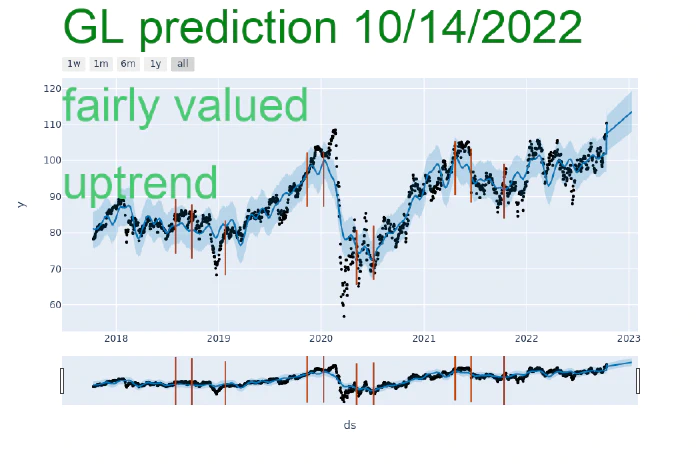 GL prediction 10/14/2022
1w 1m 6m 1y all
120
fairly valued
110
100
uptrend
90
y
80
70
60
2018 2019 2020 2021 2022 2023
ds